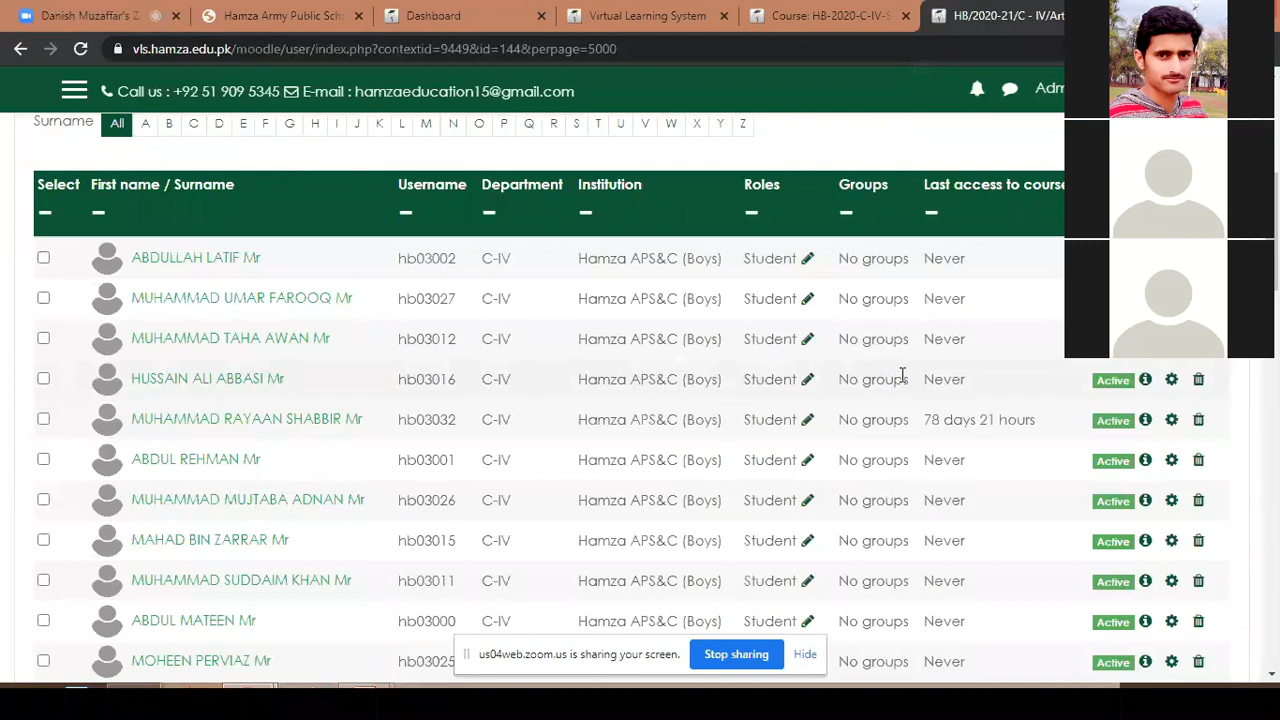 Danish Muzaffar's Z
Hamza Army Public Scho
Dashboard
Virtual Learning System
Course: HB-2020-C-IV-S
HB/2020-21/C - IV/Art
vls.hamza.edu.pk/moodle/user/index.php?contextid=9449&id=144&perpage=5000
Call us : +92 51 909 5345 E-mail : hamzaeducation15@gmail.com
Adm
Surname All A B C D E F G H I J K L M N O P Q R S T U V W X Y Z
Select First name / Surname Username Department Institution Roles Groups Last access to course
ABDULLAH LATIF Mr hb03002 C-IV Hamza APS&C (Boys) Student No groups Never
MUHAMMAD UMAR FAROOQ Mr hb03027 C-IV Hamza APS&C (Boys) Student No groups Never
MUHAMMAD TAHA AWAN Mr hb03012 C-IV Hamza APS&C (Boys) Student No groups Never
HUSSAIN ALI ABBASI Mr hb03016 C-IV Hamza APS&C (Boys) Student No groups Never Active
MUHAMMAD RAYAAN SHABBIR Mr hb03032 C-IV Hamza APS&C (Boys) Student No groups 78 days 21 hours Active
ABDUL REHMAN Mr hb03001 C-IV Hamza APS&C (Boys) Student No groups Never Active
MUHAMMAD MUJTABA ADNAN Mr hb03026 C-IV Hamza APS&C (Boys) Student No groups Never Active
MAHAD BIN ZARRAR Mr hb03015 C-IV Hamza APS&C (Boys) Student No groups Never Active
MUHAMMAD SUDDAIM KHAN Mr hb03011 C-IV Hamza APS&C (Boys) Student No groups Never Active
ABDUL MATEEN Mr hb03000 C-IV Hamza APS&C (Boys) Student No groups Never Active
MOHEEN PERVIAZ Mr hb03025 No groups Never Active
us04web.zoom.us is sharing your screen. Stop sharing Hide